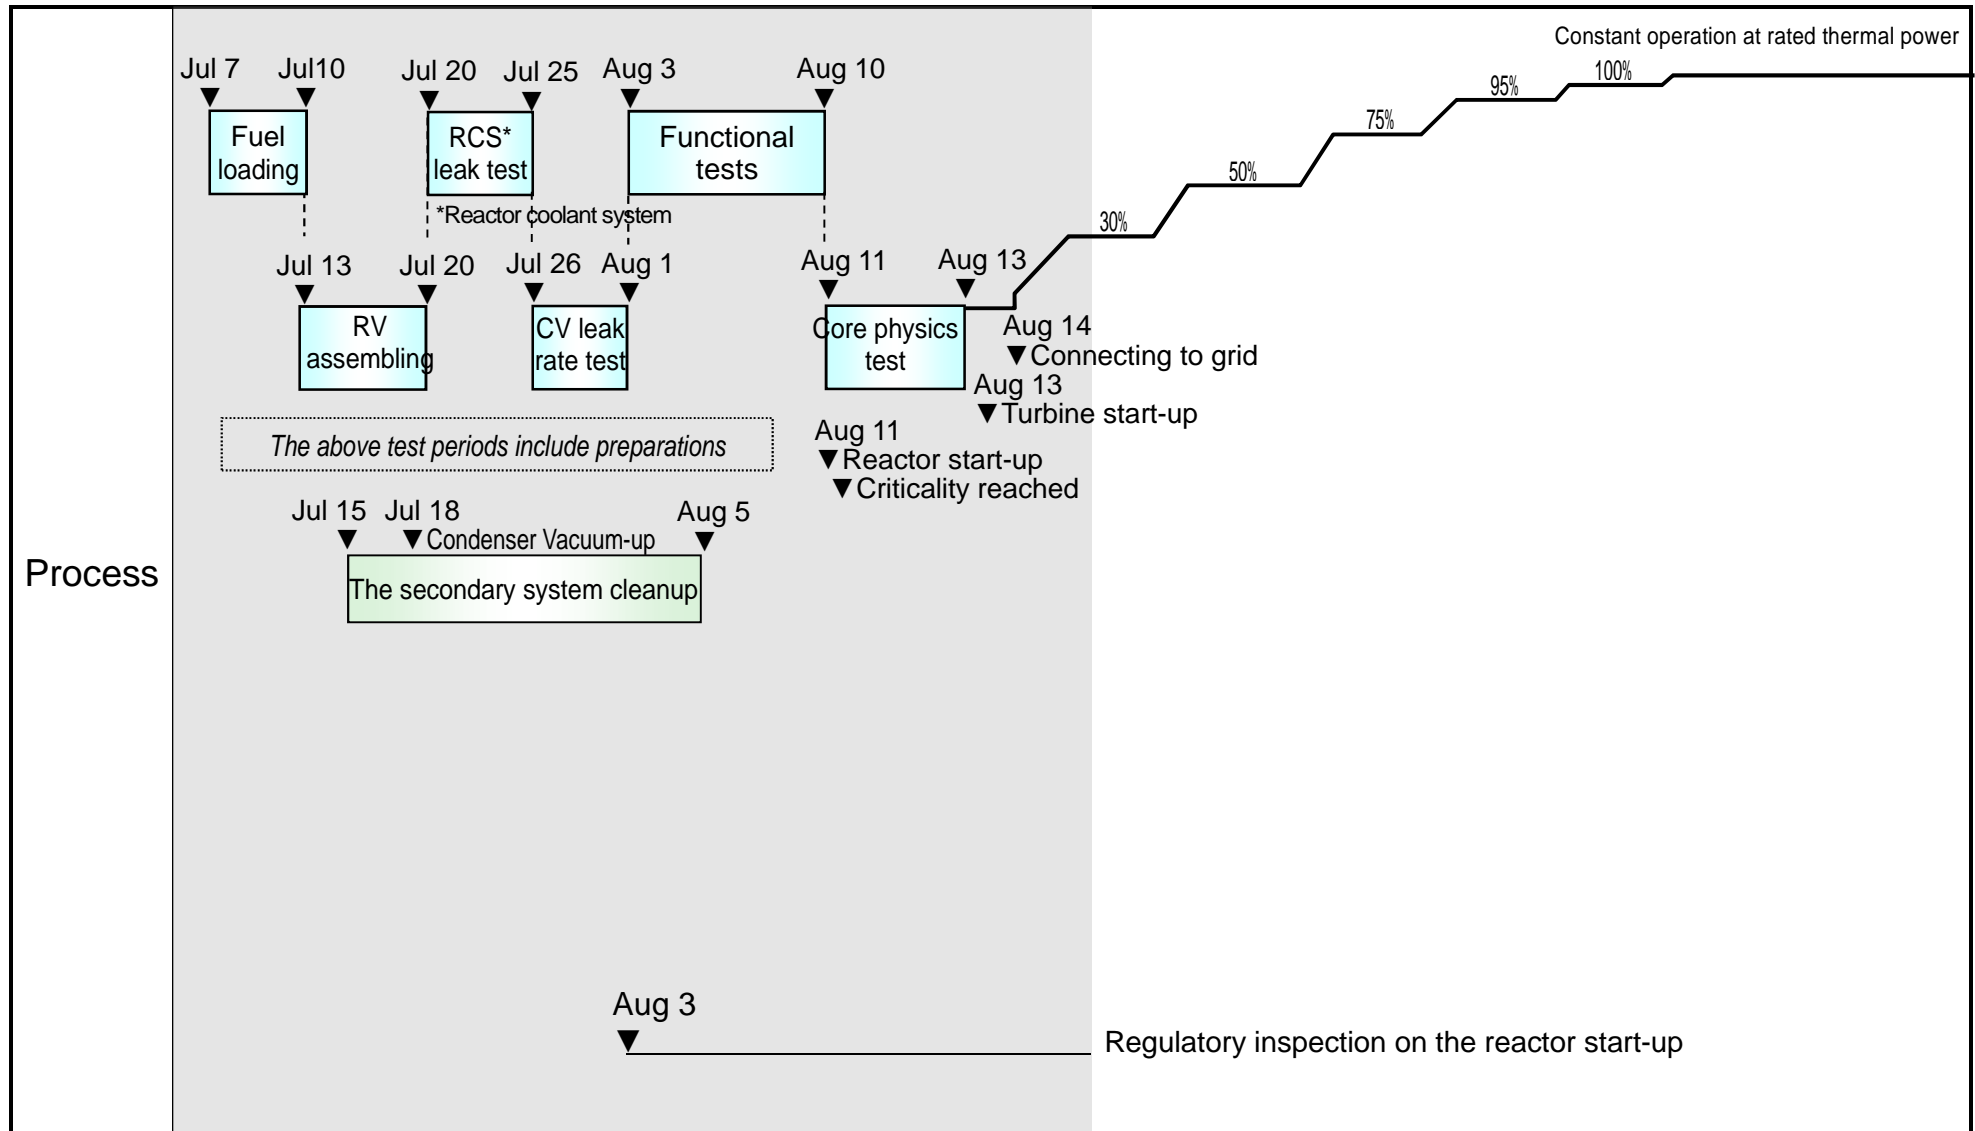 Process
Constant operation at rated thermal power
Jul 7 Jul10 Jul 20 Jul 25 Aug 3 Aug 10
▼ ▼ ▼ ▼ ▼ ▼
Fuel
loading
RCS*
leak test
Functional
tests
*Reactor coolant system
30%
50%
75%
95%
100%
Jul 13 Jul 20 Jul 26 Aug 1 Aug 11 Aug 13
▼ ▼ ▼ ▼ ▼ ▼
RV
assembling
CV leak
rate test
Core physics
test
Aug 14
▼Connecting to grid
Aug 13
▼Turbine start-up
The above test periods include preparations
Aug 11
▼Reactor start-up
▼Criticality reached
Jul 15 Jul 18 Aug 5
▼ ▼Condenser Vacuum-up ▼
The secondary system cleanup
Aug 3
▼
Regulatory inspection on the reactor start-up